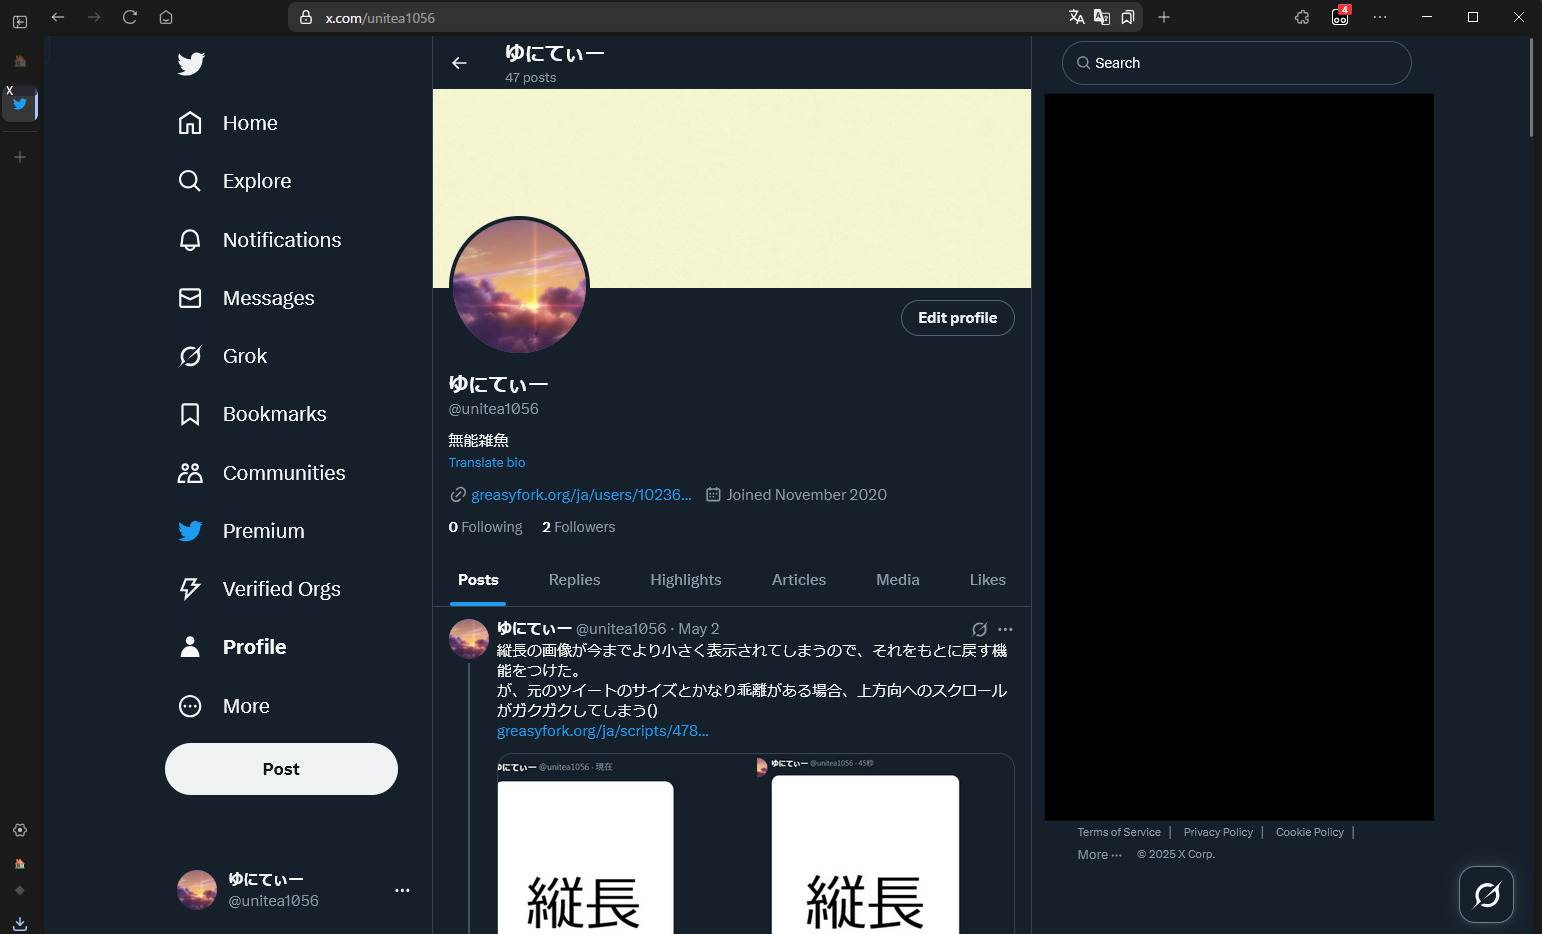 x.com/unitea1056
4
X
Home
Explore
Notifications
Messages
Grok
Bookmarks
Communities
Premium
Verified Orgs
Profile
More
Post
ゆにてぃー
@unitea1056
ゆにてぃー
47 posts
Edit profile
ゆにてぃー
@unitea1056
無能雑魚
Translate bio
greasyfork.org/ja/users/10236... Joined November 2020
0 Following 2 Followers
Posts Replies Highlights Articles Media Likes
ゆにてぃー @unitea1056 · May 2
縦長の画像が今までより小さく表示されてしまうので、それをもとに戻す機
能をつけた。
が、元のツイートのサイズとかなり乖離がある場合、上方向へのスクロール
がガクガクしてしまう()
greasyfork.org/ja/scripts/478...
ゆにてぃー @unitea1056 · 現在
縦長
ゆにてぃー @unitea1056 · 45秒
縦長
Search
Terms of Service | Privacy Policy | Cookie Policy |
More ··· © 2025 X Corp.